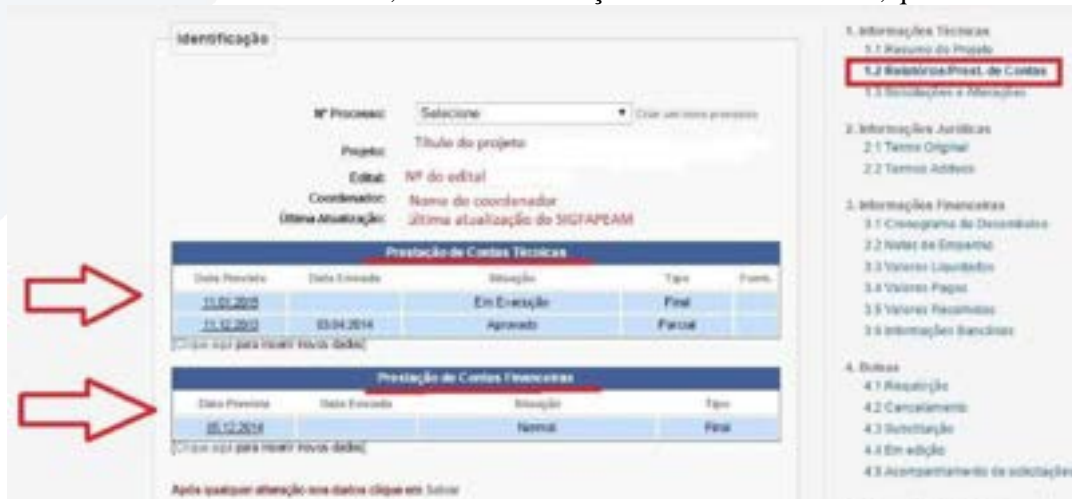 Identificação
Nº Processo: Selecione Criar um novo processo
Projeto: Título do projeto
Edital: Nº do edital
Coordenador: Nome do coordenador
Última Atualização: última atualização do SIGFAPEAM
Prestação de Contas Técnicas
Data Prevista Data Enviada Situação Tipo Form.
11.01.2015 Em Execução Final
11.12.2013 03.04.2014 Aprovado Parcial
[Clique aqui para inserir novos dados]
Prestação de Contas Financeiras
Data Prevista Data Enviada Situação Tipo
05.12.2014 Normal Final
[Clique aqui para inserir novos dados]
Após qualquer alteração nos dados clique em Salvar
1. Informações Técnicas
1.1 Resumo do Projeto
1.2 Relatórios/Prest. de Contas
1.3 Solicitações e Alterações
2. Informações Jurídicas
2.1 Termo Original
2.2 Termos Aditivos
3. Informações Financeiras
3.1 Cronograma de Desembolso
3.2 Notas de Empenho
3.3 Valores Liquidados
3.4 Valores Pagos
3.5 Valores Recolhidos
3.6 Informações Bancárias
4. Bolsas
4.1 Requisição
4.2 Cancelamento
4.3 Substituição
4.4 Em edição
4.5 Acompanhamento de solicitações